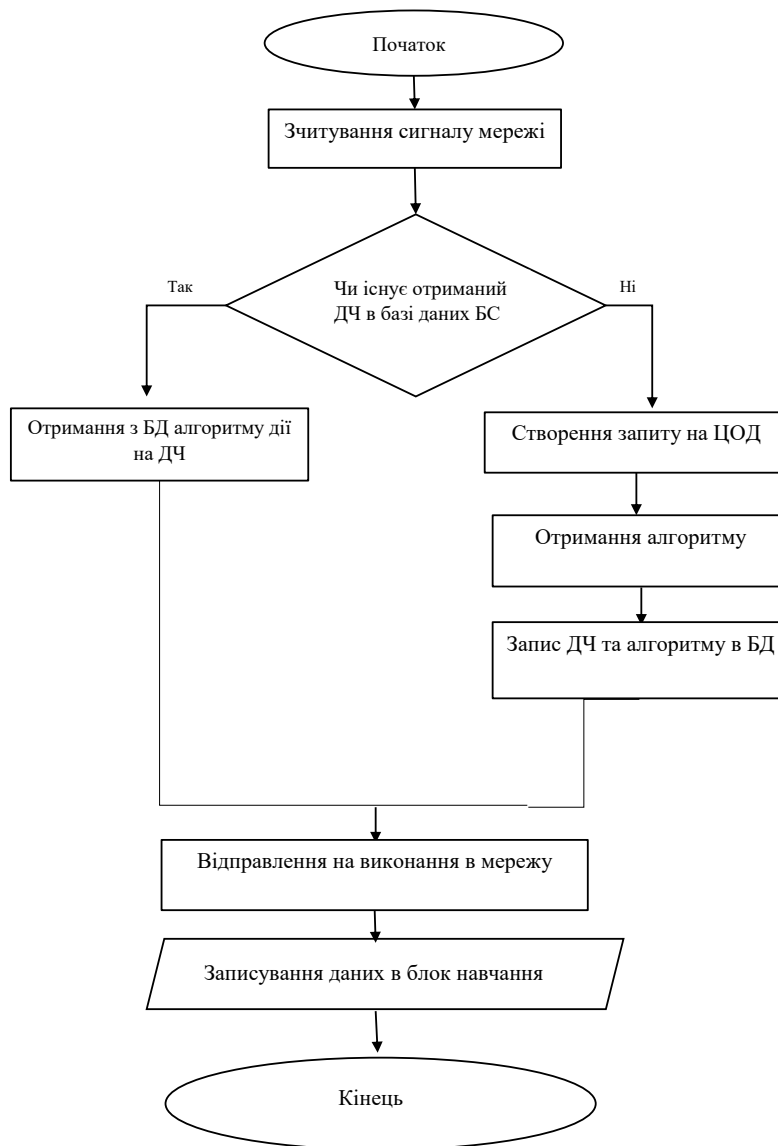 Початок
Зчитування сигналу мережі
Так
Чи існує отриманий
ДЧ в базі даних БС
Ні
Отримання з БД алгоритму дії
на ДЧ
Створення запиту на ЦОД
Отримання алгоритму
Запис ДЧ та алгоритму в БД
Відправлення на виконання в мережу
Записування даних в блок навчання
Кінець